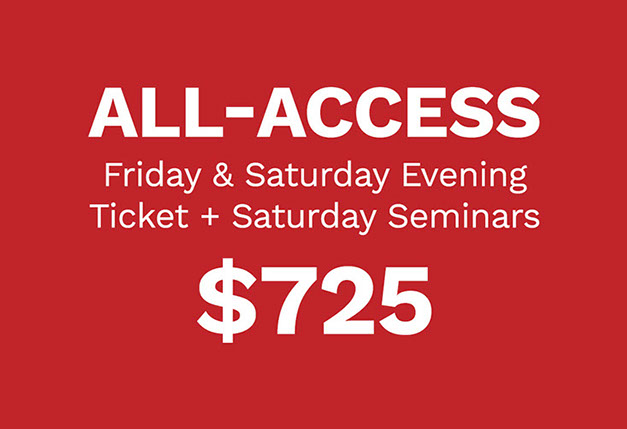 ALL-ACCESS
Friday & Saturday Evening
Ticket + Saturday Seminars
$725